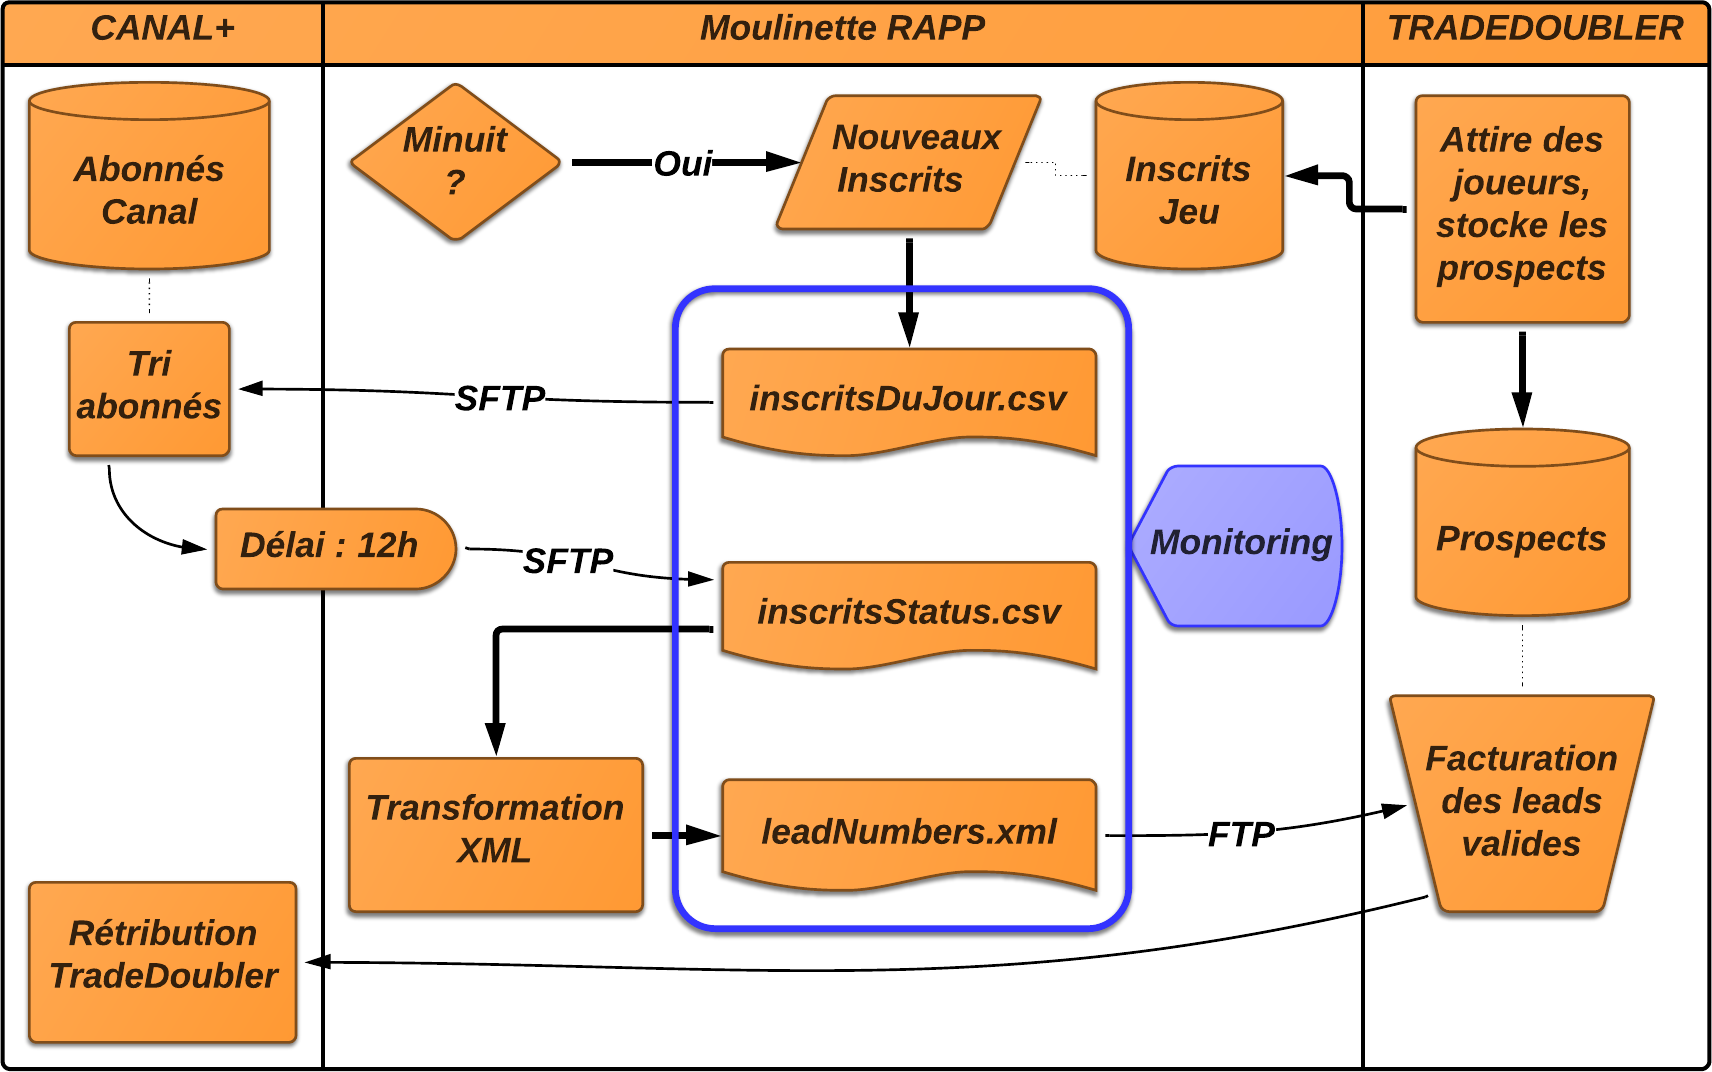 CANAL+
Moulinette RAPP
TRADEDOUBLER
Abonnés
Canal
Minuit
?
Oui
Nouveaux
Inscrits
Inscrits
Jeu
Attire des
joueurs,
stocke les
prospects
Tri
abonnés
SFTP
inscritsDuJour.csv
Délai : 12h
SFTP
inscritsStatus.csv
Monitoring
Prospects
Transformation
XML
leadNumbers.xml
FTP
Facturation
des leads
valides
Rétribution
TradeDoubler